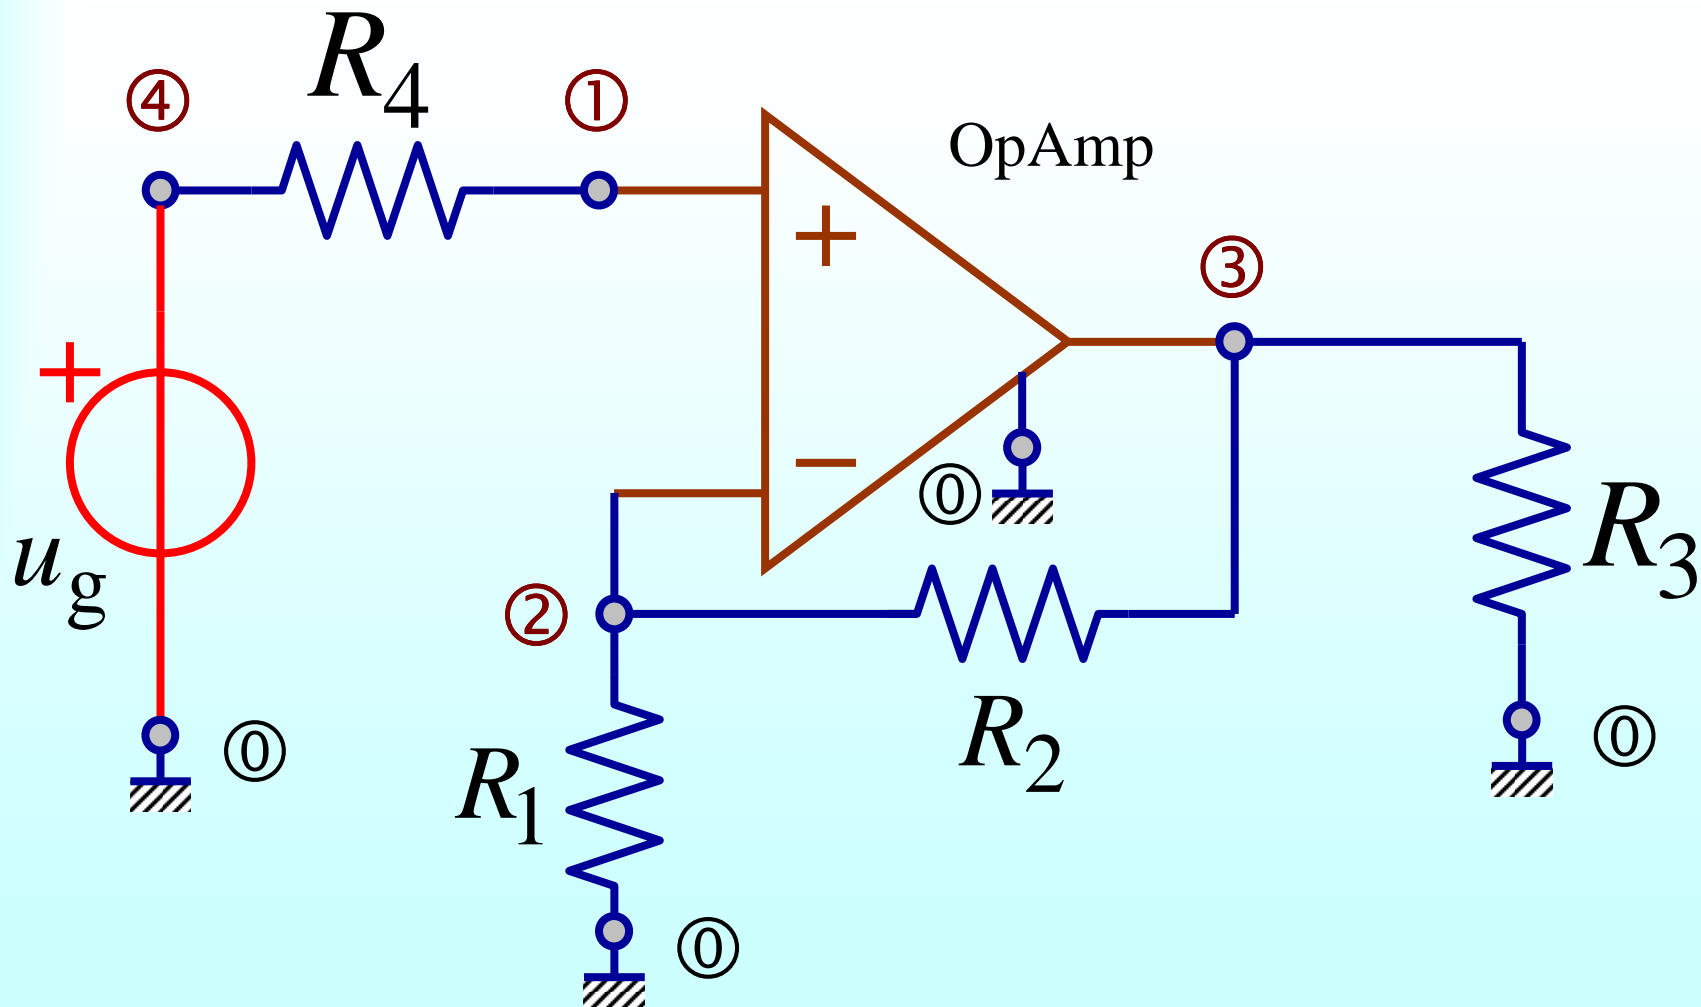 R4
④
①
OpAmp
③
+
+
−
⓪
ug
R3
②
R2
⓪
R1
⓪
⓪